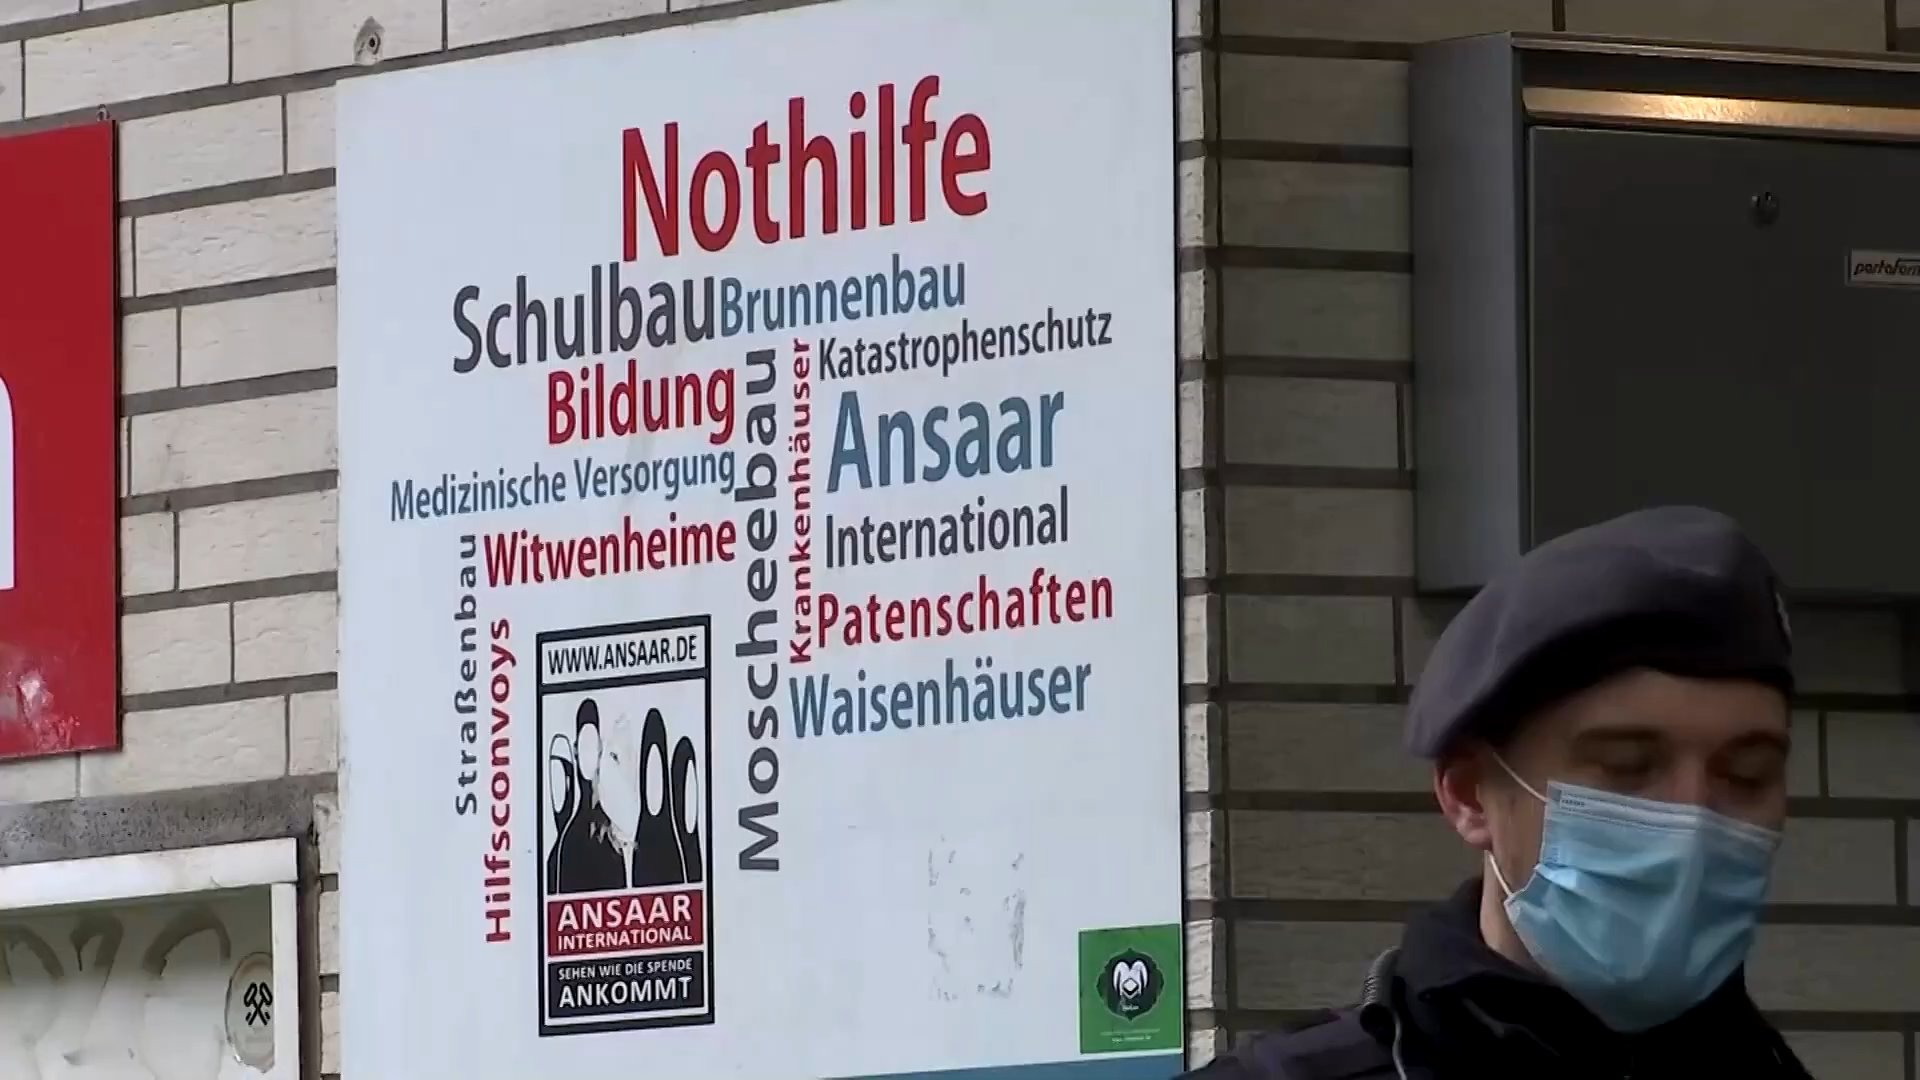 Nothilfe
Schulbau
Brunnenbau
Katastrophenschutz
Bildung
Ansaar
Medizinische Versorgung
International
Witwenheime
Moscheebau
Krankenhäuser
Patenschaften
Straßenbau
Hilfsconvoys
Waisenhäuser
WWW.ANSAAR.DE
ANSAAR
INTERNATIONAL
SEHEN WIE DIE SPENDE
ANKOMMT